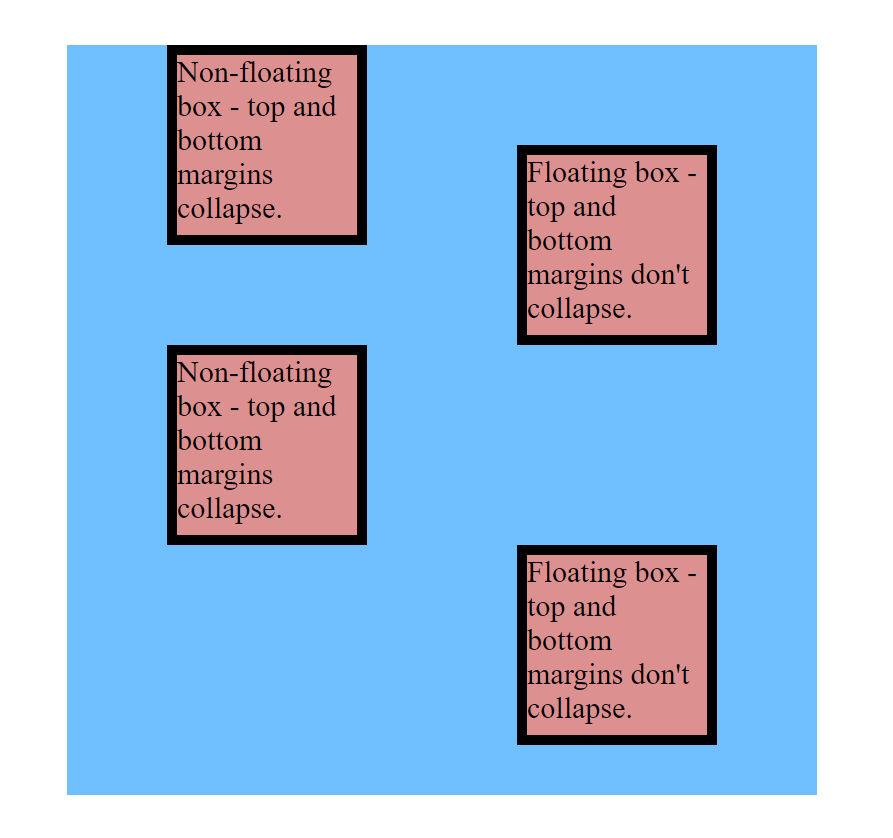 Non-floating
box - top and
bottom
margins
collapse.
Floating box -
top and
bottom
margins don't
collapse.
Non-floating
box - top and
bottom
margins
collapse.
Floating box -
top and
bottom
margins don't
collapse.